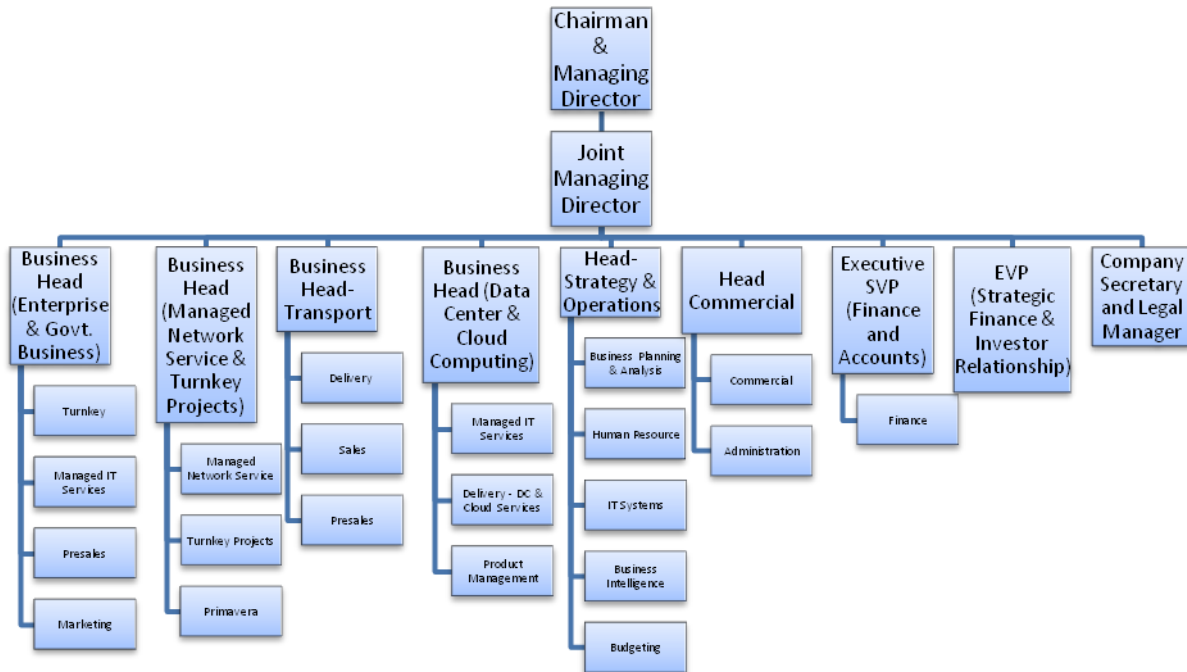 Chairman
&
Managing
Director
Joint
Managing
Director
Business
Head
(Enterprise
& Govt.
Business)
Turnkey
Managed IT
Services
Presales
Marketing
Business
Head
(Managed
Network
Service &
Turnkey
Projects)
Managed
Network Service
Turnkey Projects
Primavera
Business
Head-
Transport
Delivery
Sales
Presales
Business
Head (Data
Center &
Cloud
Computing)
Managed IT
Services
Delivery - DC &
Cloud Services
Product
Management
Head-
Strategy &
Operations
Business Planning
& Analysis
Human Resource
IT Systems
Business
Intelligence
Budgeting
Head
Commercial
Commercial
Administration
Executive
SVP
(Finance
and
Accounts)
Finance
EVP
(Strategic
Finance &
Investor
Relationship)
Company
Secretary
and Legal
Manager